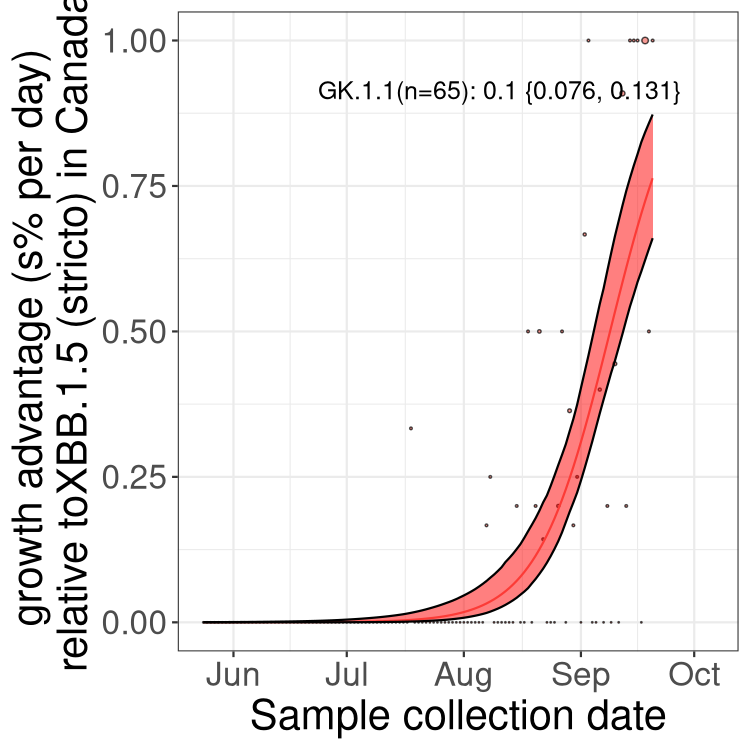 growth advantage (s% per day)
relative toXBB.1.5 (stricto) in Canada
1.00
0.75
0.50
0.25
0.00
GK.1.1(n=65): 0.1 {0.076, 0.131}
Jun Jul Aug Sep Oct
Sample collection date